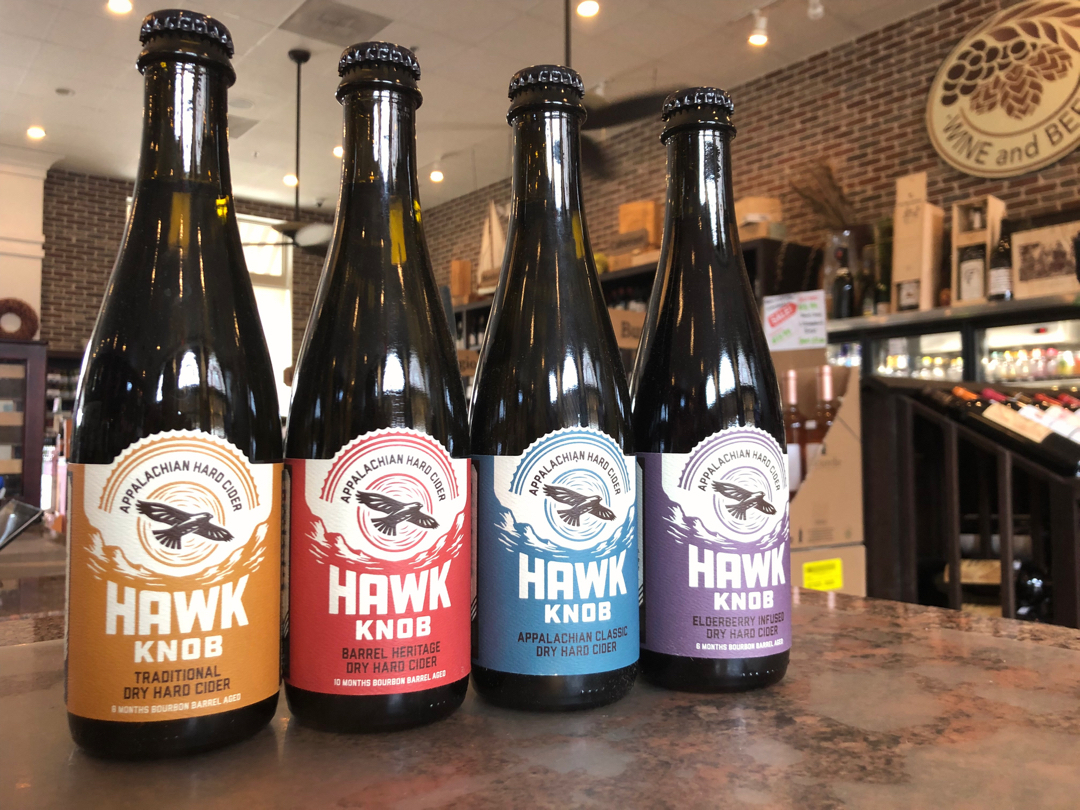 APPALACHIAN HARD CIDER
HAWK
KNOB
TRADITIONAL
DRY HARD CIDER
8 MONTHS BOURBON BARREL AGED
APPALACHIAN HARD CIDER
HAWK
KNOB
BARREL HERITAGE
DRY HARD CIDER
10 MONTHS BOURBON BARREL AGED
APPALACHIAN HARD CIDER
HAWK
KNOB
APPALACHIAN CLASSIC
DRY HARD CIDER
APPALACHIAN HARD CIDER
HAWK
KNOB
ELDERBERRY INFUSED
DRY HARD CIDER
6 MONTHS BOURBON BARREL AGED
WINE and BEE
SALE!